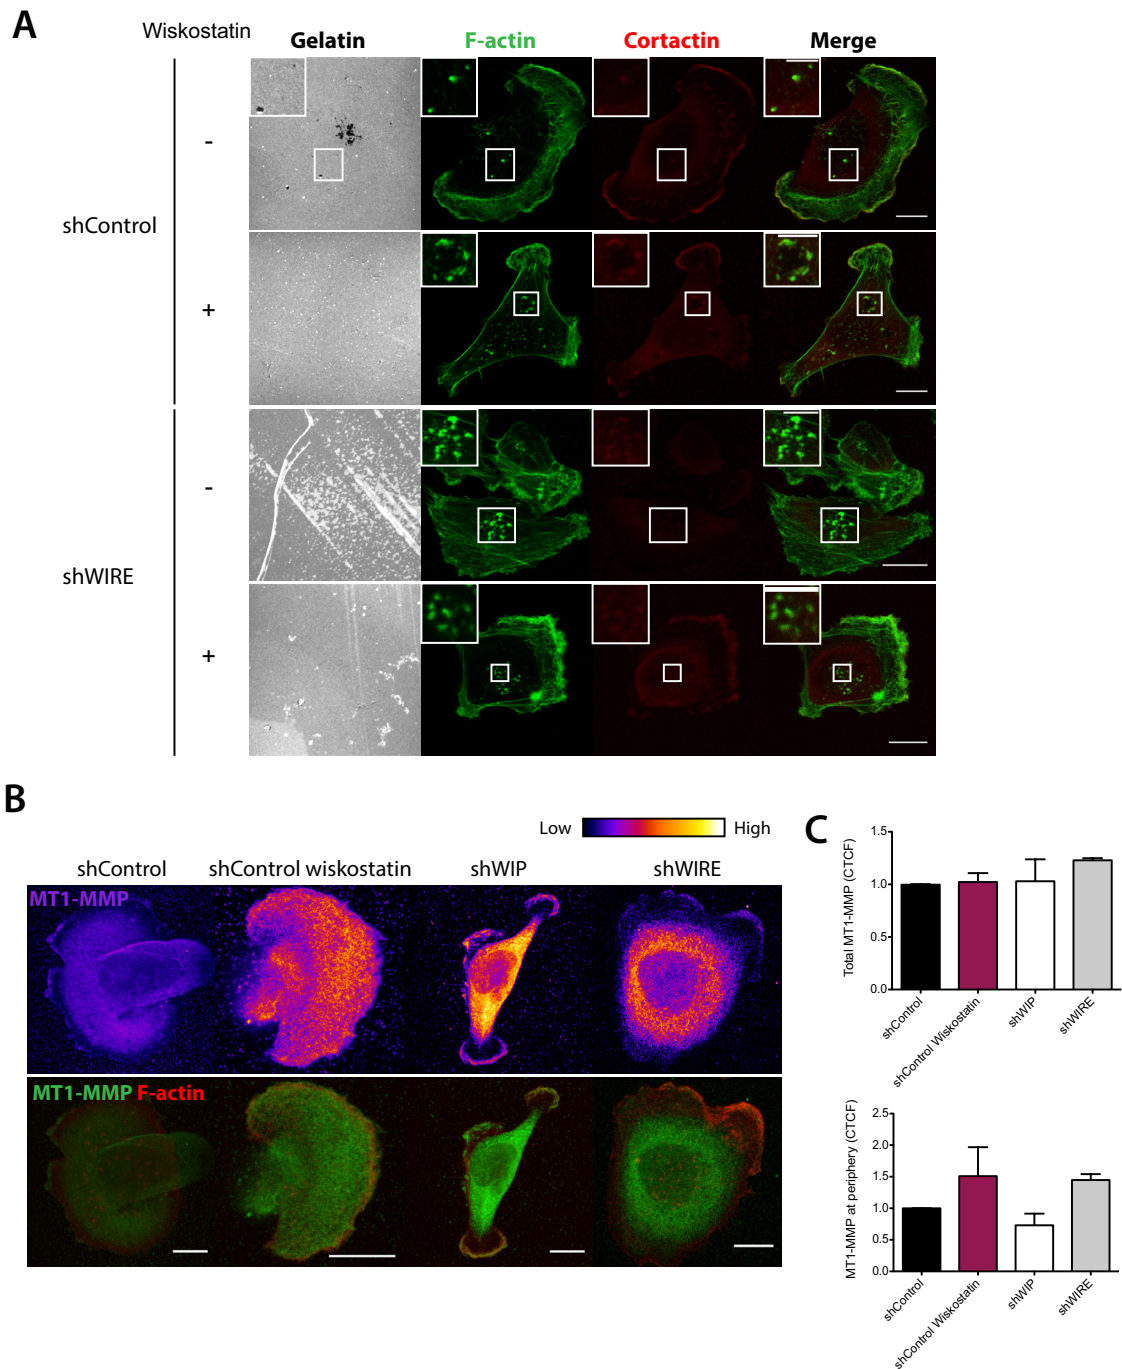 A
Wiskostatin
Gelatin F-actin Cortactin Merge
-
shControl
+
-
shWIRE
+
B
Low High
shControl shControl wiskostatin shWIP shWIRE
MT1-MMP
MT1-MMP F-actin
C
Total MT1-MMP (CTCF)
1.5
1.0
0.5
0.0
shControl
shControl Wiskostatin
shWIP
shWIRE
MT1-MMP at periphery (CTCF)
2.5
2.0
1.5
1.0
0.5
0.0
shControl
shControl Wiskostatin
shWIP
shWIRE